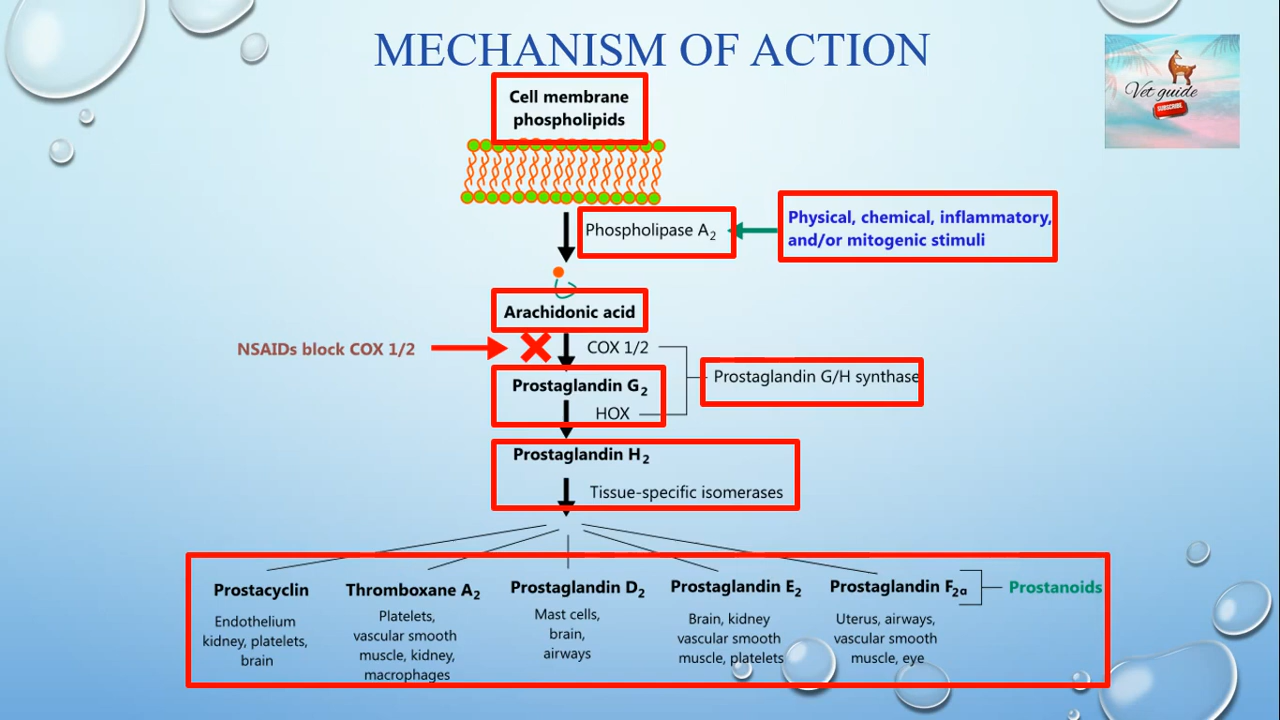 MECHANISM OF ACTION
Vet guide
SUBSCRIBE
Cell membrane
phospholipids
Phospholipase A₂
Physical, chemical, inflammatory,
and/or mitogenic stimuli
Arachidonic acid
NSAIDs block COX 1/2
COX 1/2
Prostaglandin G/H synthase
Prostaglandin G₂
HOX
Prostaglandin H₂
Tissue-specific isomerases
Prostacyclin
Endothelium
kidney, platelets,
brain
Thromboxane A₂
Platelets,
vascular smooth
muscle, kidney,
macrophages
Prostaglandin D₂
Mast cells,
brain,
airways
Prostaglandin E₂
Brain, kidney
vascular smooth
muscle, platelets
Prostaglandin F₂α
Uterus, airways,
vascular smooth
muscle, eye
Prostanoids